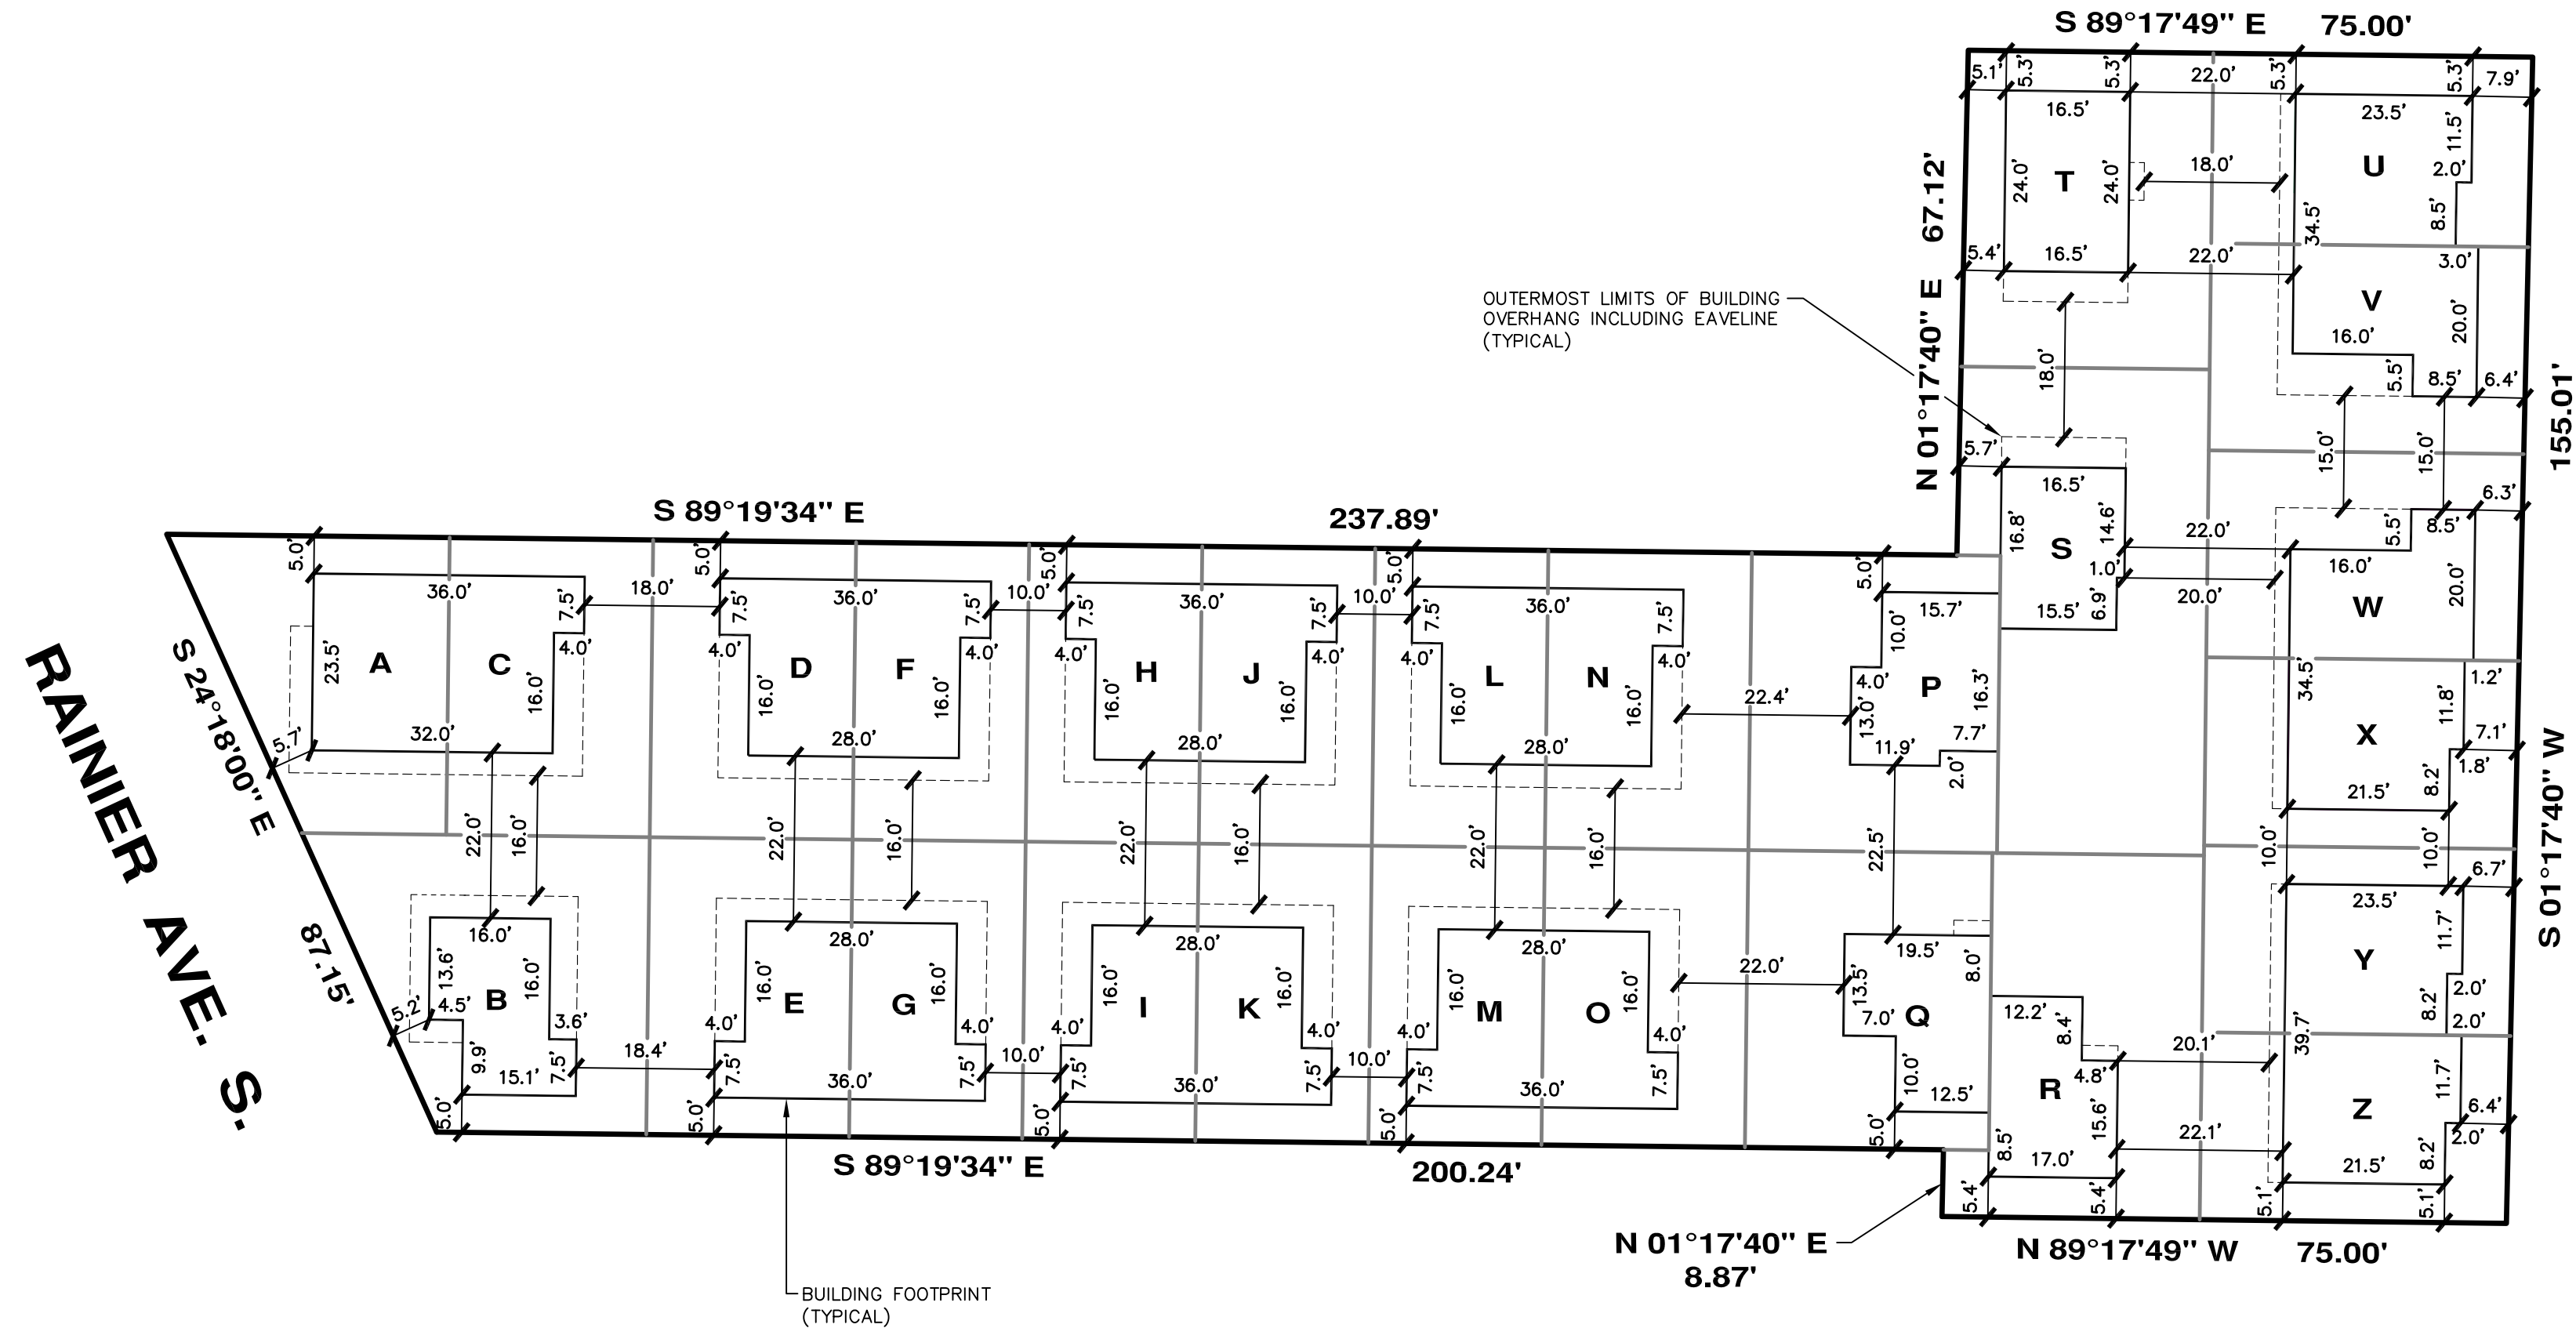 S 89°17'49" E 75.00'
5.1' 5.3' 5.3' 22.0' 5.3' 5.3' 7.9'
16.5' 23.5'
24.0' T 24.0' 18.0' U 11.5'
2.0'
8.5'
34.5'
5.4' 16.5' 22.0' 3.0'
N 01°17'40" E 67.12'
OUTERMOST LIMITS OF BUILDING
OVERHANG INCLUDING EAVELINE
(TYPICAL)
V 20.0'
16.0'
18.0' 5.5' 8.5' 6.4'
155.01'
S 01°17'40" W
5.7' 15.0' 15.0'
16.5' 6.3'
16.8' S 14.6' 22.0' 5.5' 8.5'
1.0' 16.0'
15.5' 6.9' 20.0' W 20.0'
S 89°19'34" E 237.89'
5.0' 5.0' 5.0' 5.0' 5.0'
36.0' 7.5' 18.0' 7.5' 36.0' 7.5' 10.0' 7.5' 36.0' 7.5' 10.0' 7.5' 36.0' 7.5' 15.7'
4.0' 4.0' 4.0' 4.0' 4.0' 4.0' 4.0' 10.0'
23.5' A C 16.0' 16.0' D F 16.0' 16.0' H J 16.0' 16.0' L N 16.0' 22.4' 4.0' P 16.3'
13.0'
32.0' 28.0' 28.0' 28.0' 11.9' 7.7'
2.0'
34.5' X 11.8' 1.2'
7.1'
1.8'
21.5' 8.2'
RAINIER AVE. S.
S 24°18'00" E 87.15'
5.7'
22.0' 16.0' 22.0' 16.0' 22.0' 16.0' 22.0' 16.0' 22.5' 10.0' 10.0'
6.7'
23.5'
16.0' 28.0' 28.0' 28.0' 19.5' 8.0'
Y 11.7'
2.0'
8.2' 2.0'
13.6' 16.0' 16.0' 16.0' 16.0' 16.0' 16.0' 16.0' 22.0' 13.5'
5.2' 4.5' B 3.6' E G I K M O 7.0' Q 12.2' 8.4'
4.0' 4.0' 4.0' 4.0' 4.0' 4.0'
9.9' 15.1' 7.5' 18.4' 7.5' 36.0' 7.5' 10.0' 7.5' 36.0' 7.5' 10.0' 7.5' 36.0' 7.5' 10.0' 12.5'
4.8' 20.1' 39.7' 11.7'
R 15.6' Z 6.4'
2.0'
5.0' 5.0' 5.0' 5.0' 5.0' 8.5' 17.0' 22.1' 21.5' 8.2'
5.4' 5.4' 5.1' 5.1'
S 89°19'34" E 200.24'
N 01°17'40" E
8.87'
N 89°17'49" W 75.00'
BUILDING FOOTPRINT
(TYPICAL)